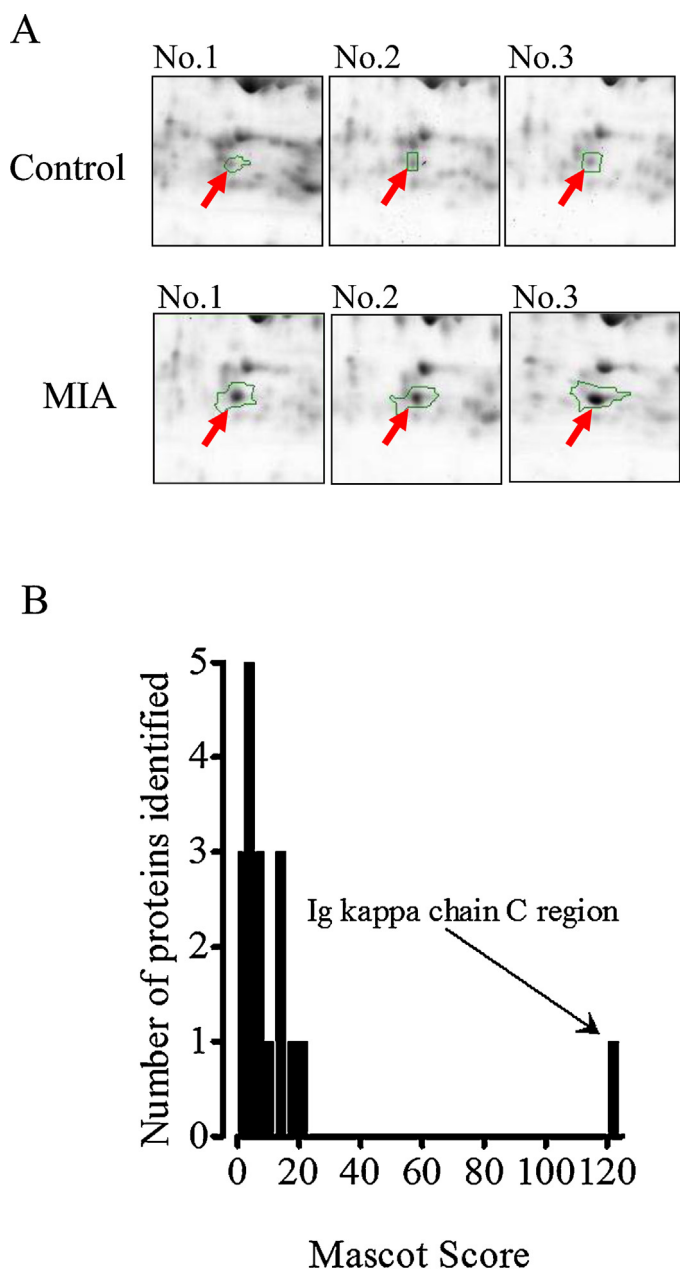 A
No.1 No.2 No.3
Control
No.1 No.2 No.3
MIA
B
Number of proteins identified
5
4
3
2
1
0
Ig kappa chain C region
0 20 40 60 80 100 120
Mascot Score